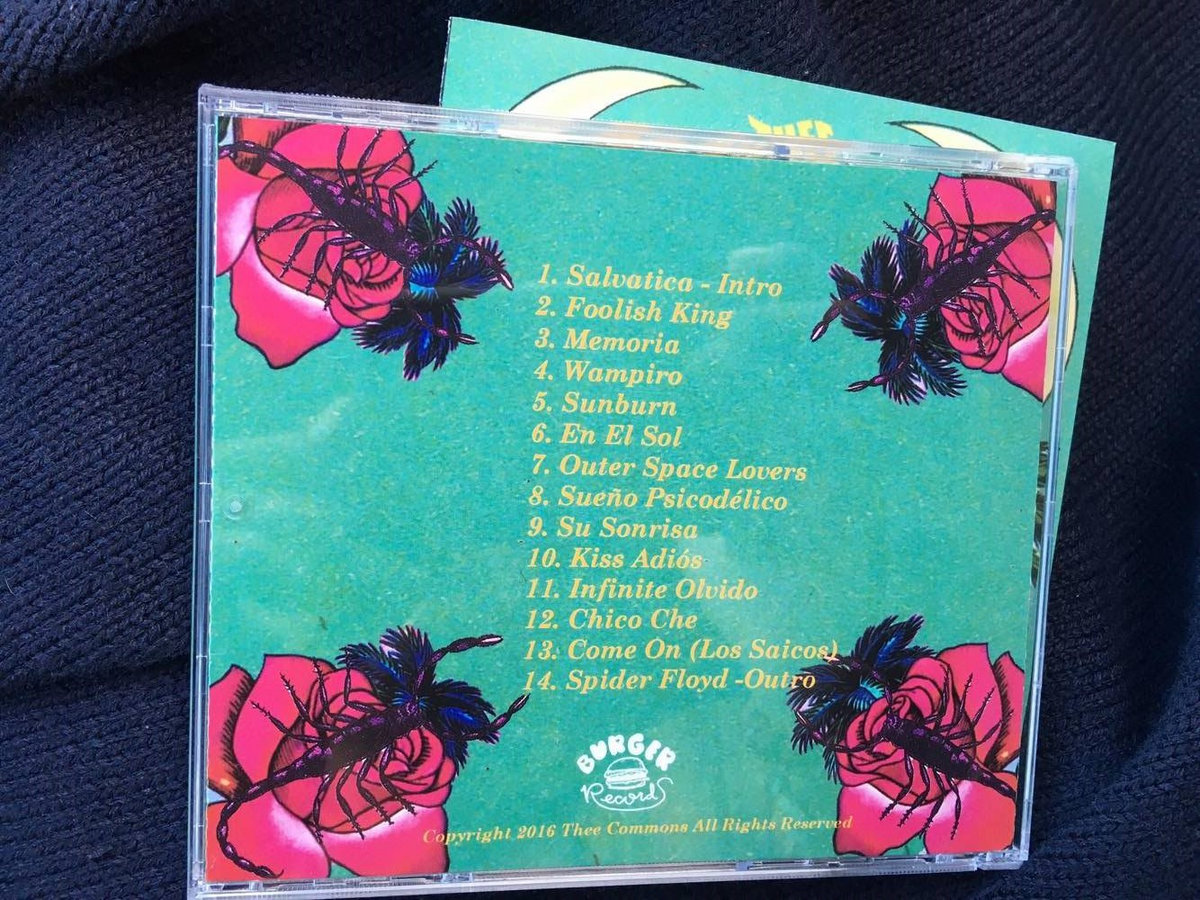 1. Salvatica - Intro
2. Foolish King
3. Memoria
4. Wampiro
5. Sunburn
6. En El Sol
7. Outer Space Lovers
8. Sueño Psicodélico
9. Su Sonrisa
10. Kiss Adiós
11. Infinite Olvido
12. Chico Che
13. Come On (Los Saicos)
14. Spider Floyd -Outro
BURGER
Records
Copyright 2016 Thee Commons All Rights Reserved